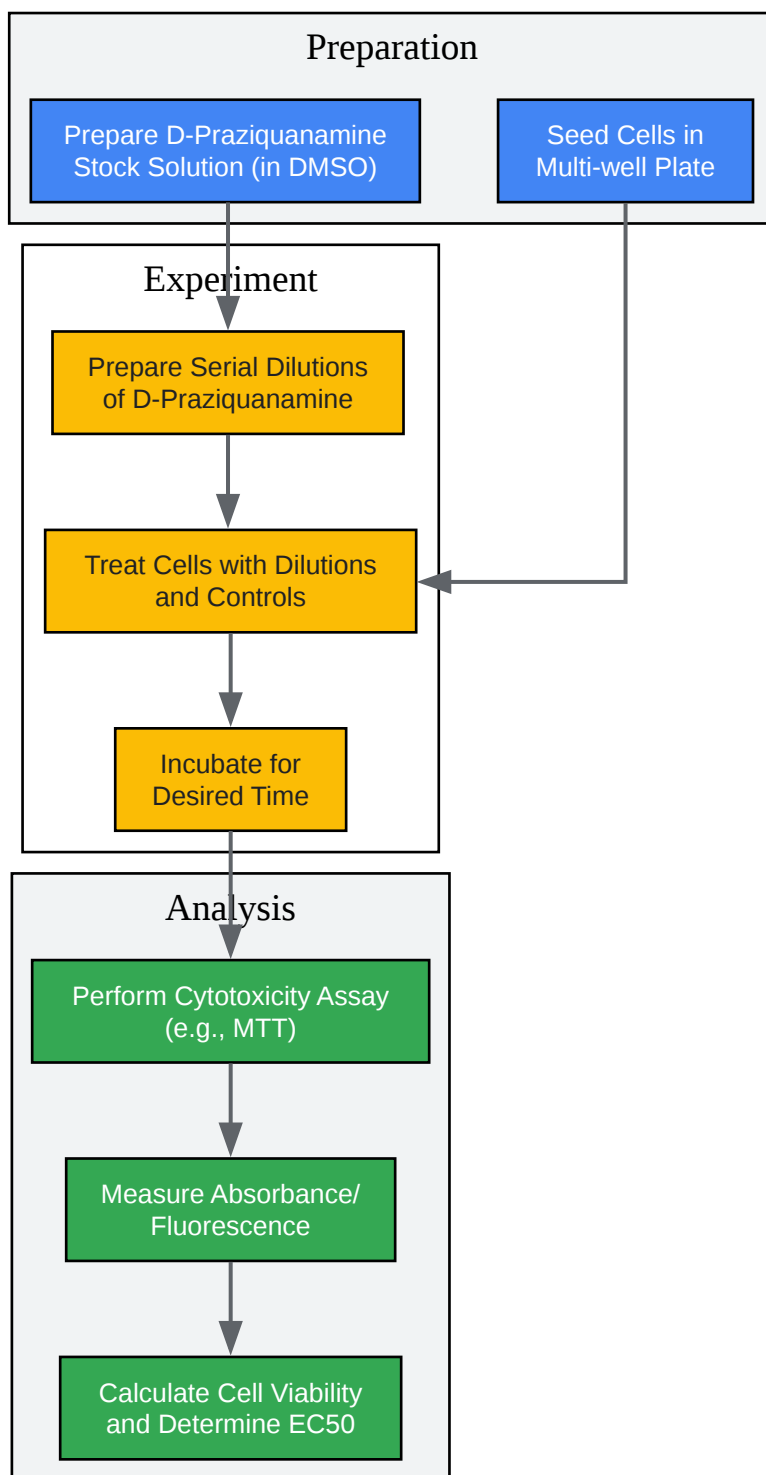 Preparation
Prepare D-Praziquanamine
Stock Solution (in DMSO)
Seed Cells in
Multi-well Plate
Experiment
Prepare Serial Dilutions
of D-Praziquanamine
Treat Cells with Dilutions
and Controls
Incubate for
Desired Time
Analysis
Perform Cytotoxicity Assay
(e.g., MTT)
Measure Absorbance/
Fluorescence
Calculate Cell Viability
and Determine EC50